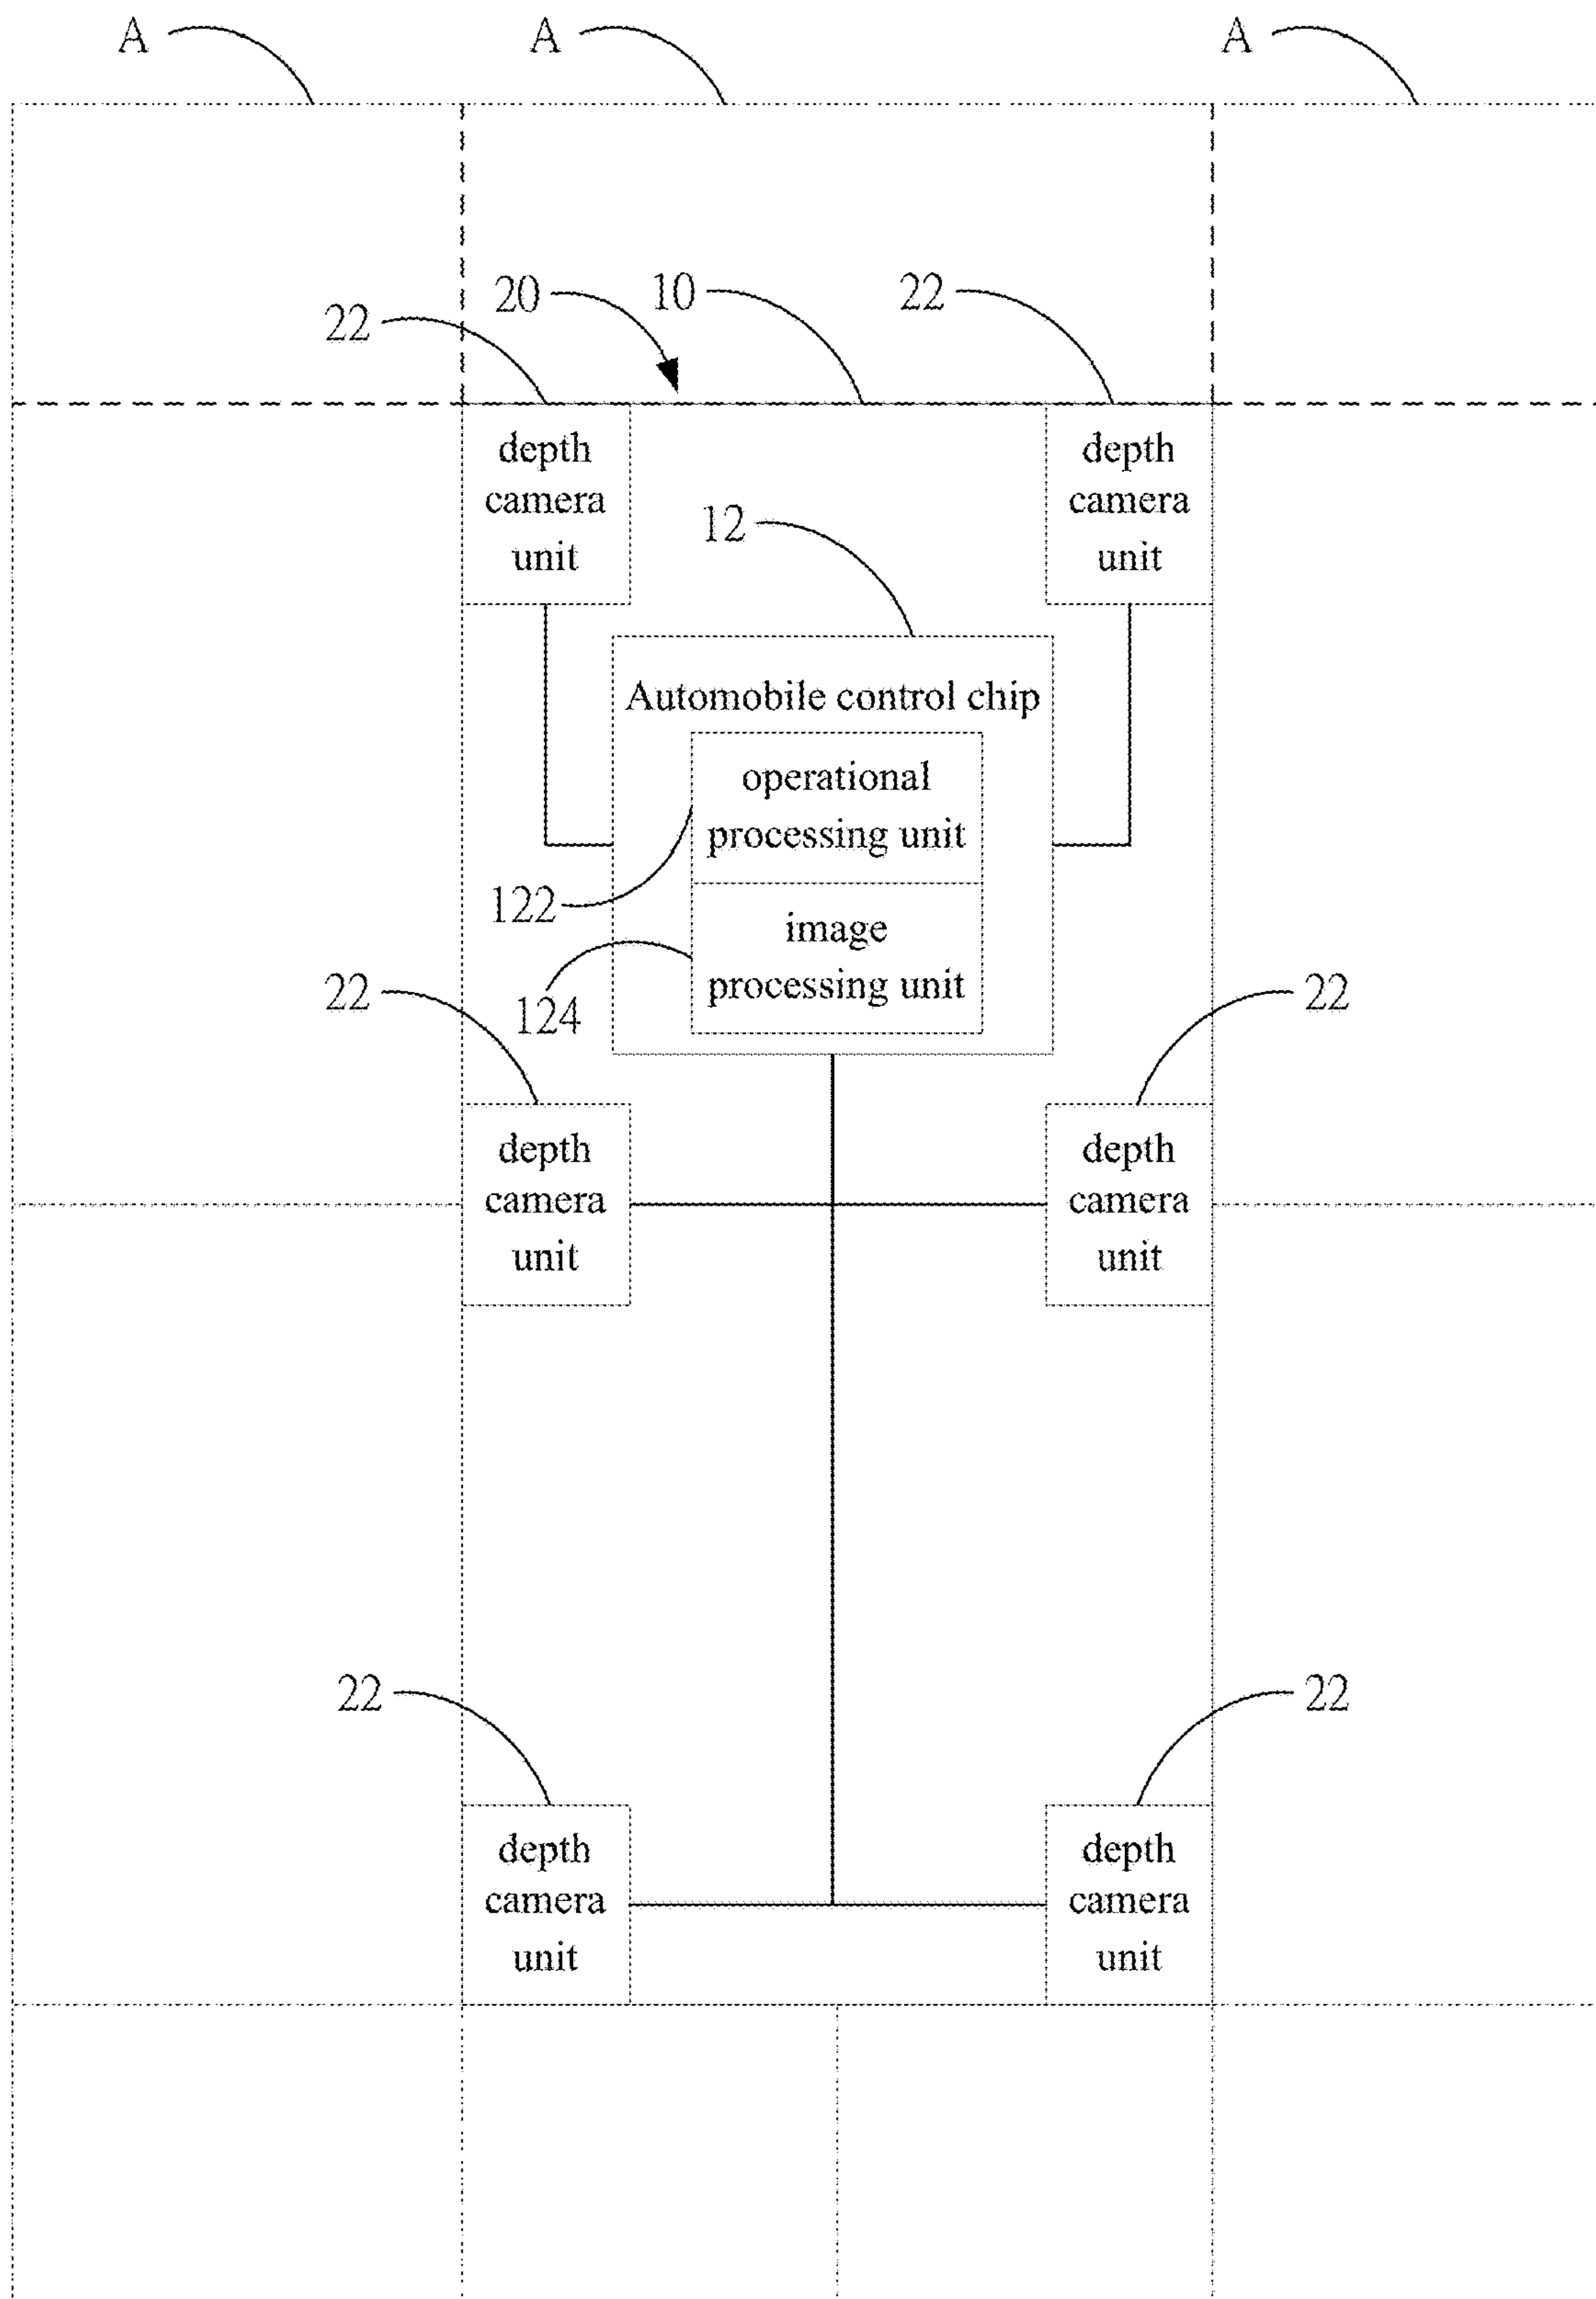 A
A
A
22
20
10
22
depth
camera
unit
depth
camera
unit
12
Automobile control chip
operational
processing unit
122
image
processing unit
124
22
22
depth
camera
unit
depth
camera
unit
22
22
depth
camera
unit
depth
camera
unit